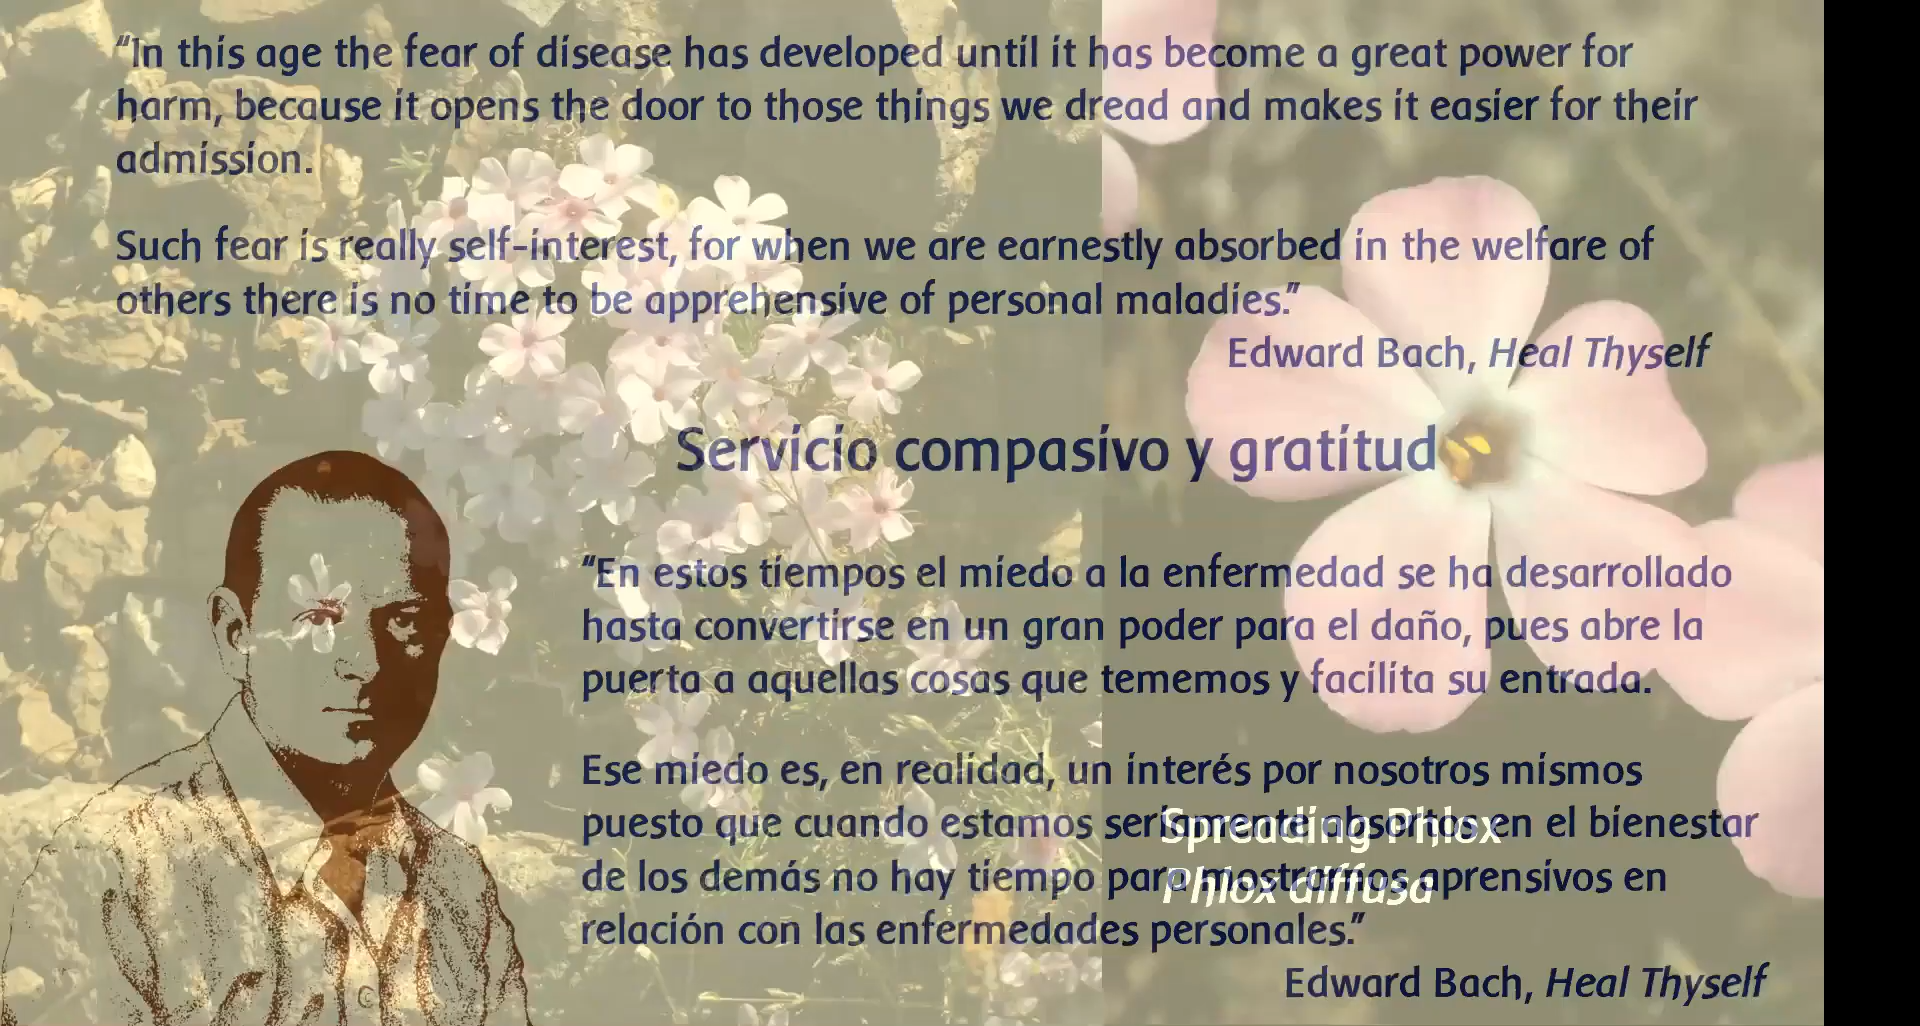 “In this age the fear of disease has developed until it has become a great power for
harm, because it opens the door to those things we dread and makes it easier for their
admission.
Such fear is really self-interest, for when we are earnestly absorbed in the welfare of
others there is no time to be apprehensive of personal maladies.”
Edward Bach, Heal Thyself
Servicio compasivo y gratitud
“En estos tiempos el miedo a la enfermedad se ha desarrollado
hasta convertirse en un gran poder para el daño, pues abre la
puerta a aquellas cosas que tememos y facilita su entrada.
Ese miedo es, en realidad, un interés por nosotros mismos
puesto que cuando estamos seriamente absortos en el bienestar
de los demás no hay tiempo para mostrarnos aprensivos en
relación con las enfermedades personales.”
Edward Bach, Heal Thyself
Spreading Phlox
Phlox diffusa
©